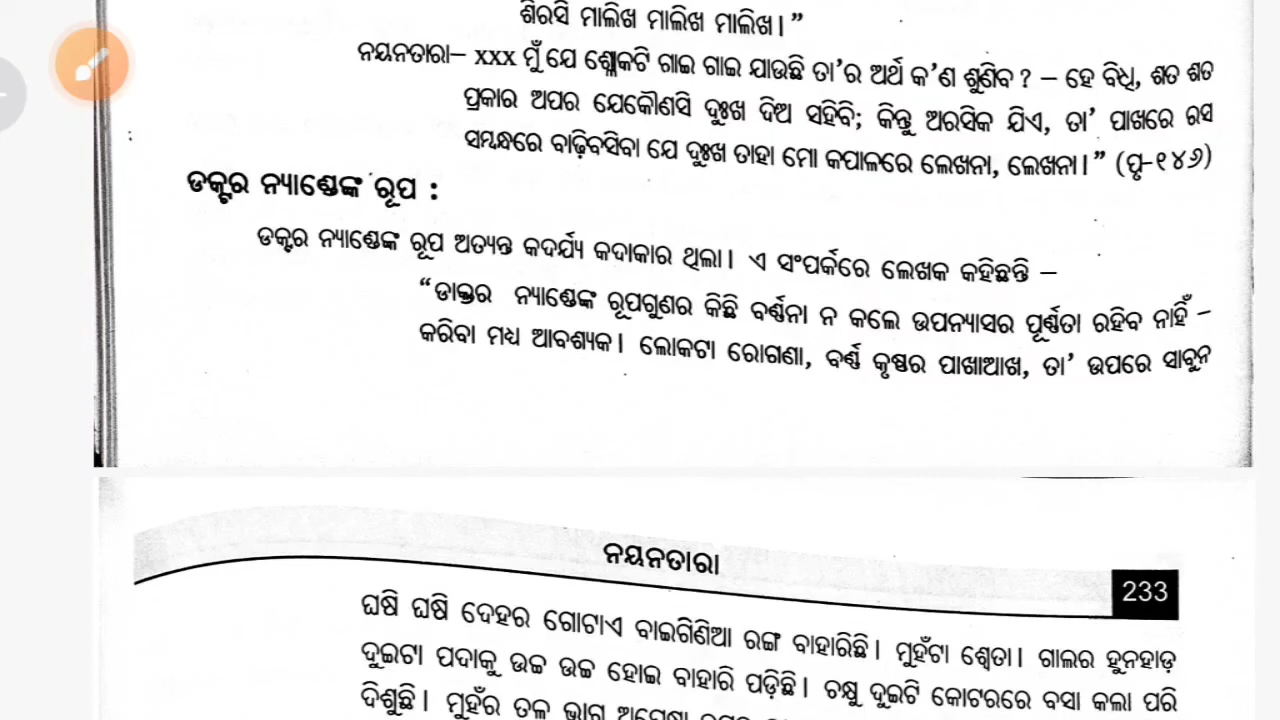 ଶିରସି ମାଲିଖ ମାଲିଖ ମାଲିଖ।”
ନୟନତାରା– xxx ମୁଁ ଯେ ଶ୍ଳୋକଟି ଗାଇ ଗାଇ ଯାଉଛି ତା’ର ଅର୍ଥ କ’ଣ ଶୁଣିବ ? – ହେ ବିଧି, ଶତ ଶତ
ପ୍ରକାର ଅପର ଯେକୌଣସି ଦୁଃଖ ଦିଅ ସହିବି; କିନ୍ତୁ ଅରସିକ ଯିଏ, ତା’ ପାଖରେ ରସ
ସମ୍ବନ୍ଧରେ ବାଢ଼ିବସିବା ଯେ ଦୁଃଖ ତାହା ମୋ କପାଳରେ ଲେଖନା, ଲେଖନା।” (ପୃ-୧୪୬)
ଡକ୍ଟର ନ୍ୟାଣ୍ଡେଙ୍କ ରୂପ :
ଡକ୍ଟର ନ୍ୟାଣ୍ଡେଙ୍କ ରୂପ ଅତ୍ୟନ୍ତ କଦର୍ଯ୍ୟ କଦାକାର ଥିଲା। ଏ ସଂପର୍କରେ ଲେଖକ କହିଛନ୍ତି –
“ଡାକ୍ତର ନ୍ୟାଣ୍ଡେଙ୍କ ରୂପଗୁଣର କିଛି ବର୍ଣ୍ଣନା ନ କଲେ ଉପନ୍ୟାସର ପୂର୍ଣ୍ଣତା ରହିବ ନାହିଁ –
କରିବା ମଧ୍ୟ ଆବଶ୍ୟକ। ଲୋକଟା ରୋଗଣା, ବର୍ଣ୍ଣ କୃଷ୍ଣର ପାଖାଆଖ, ତା’ ଉପରେ ସାବୁନ
ନୟନତାରା
233
ଘଷି ଘଷି ଦେହର ଗୋଟାଏ ବାଇଗିଣିଆ ରଙ୍ଗ ବାହାରିଛି। ମୁହଁଟା ଶ୍ୱେତା। ଗାଲର ହୁନହାଡ଼
ଦୁଇଟା ପଦାକୁ ଉଚ୍ଚ ଉଚ୍ଚ ହୋଇ ବାହାରି ପଡ଼ିଛି। ଚକ୍ଷୁ ଦୁଇଟି କୋଟରରେ ବସା କଲା ପରି
ଦିଶୁଛି। ମୁହଁର ତଳ ଭାଗ